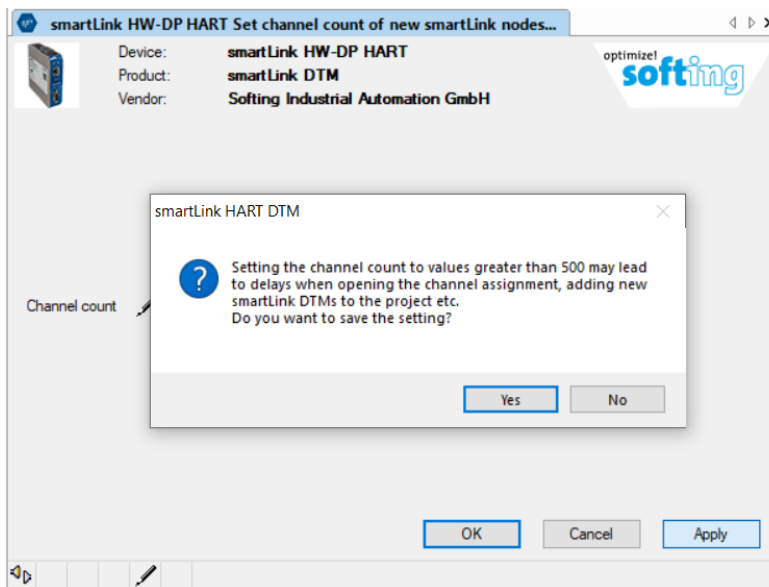 smartLink HW-DP HART Set channel count of new smartLink nodes...
Device: smartLink HW-DP HART
Product: smartLink DTM
Vendor: Softing Industrial Automation GmbH
optimize!
softing
smartLink HART DTM
Setting the channel count to values greater than 500 may lead
to delays when opening the channel assignment, adding new
smartLink DTMs to the project etc.
Do you want to save the setting?
Channel count
Yes No
OK Cancel Apply